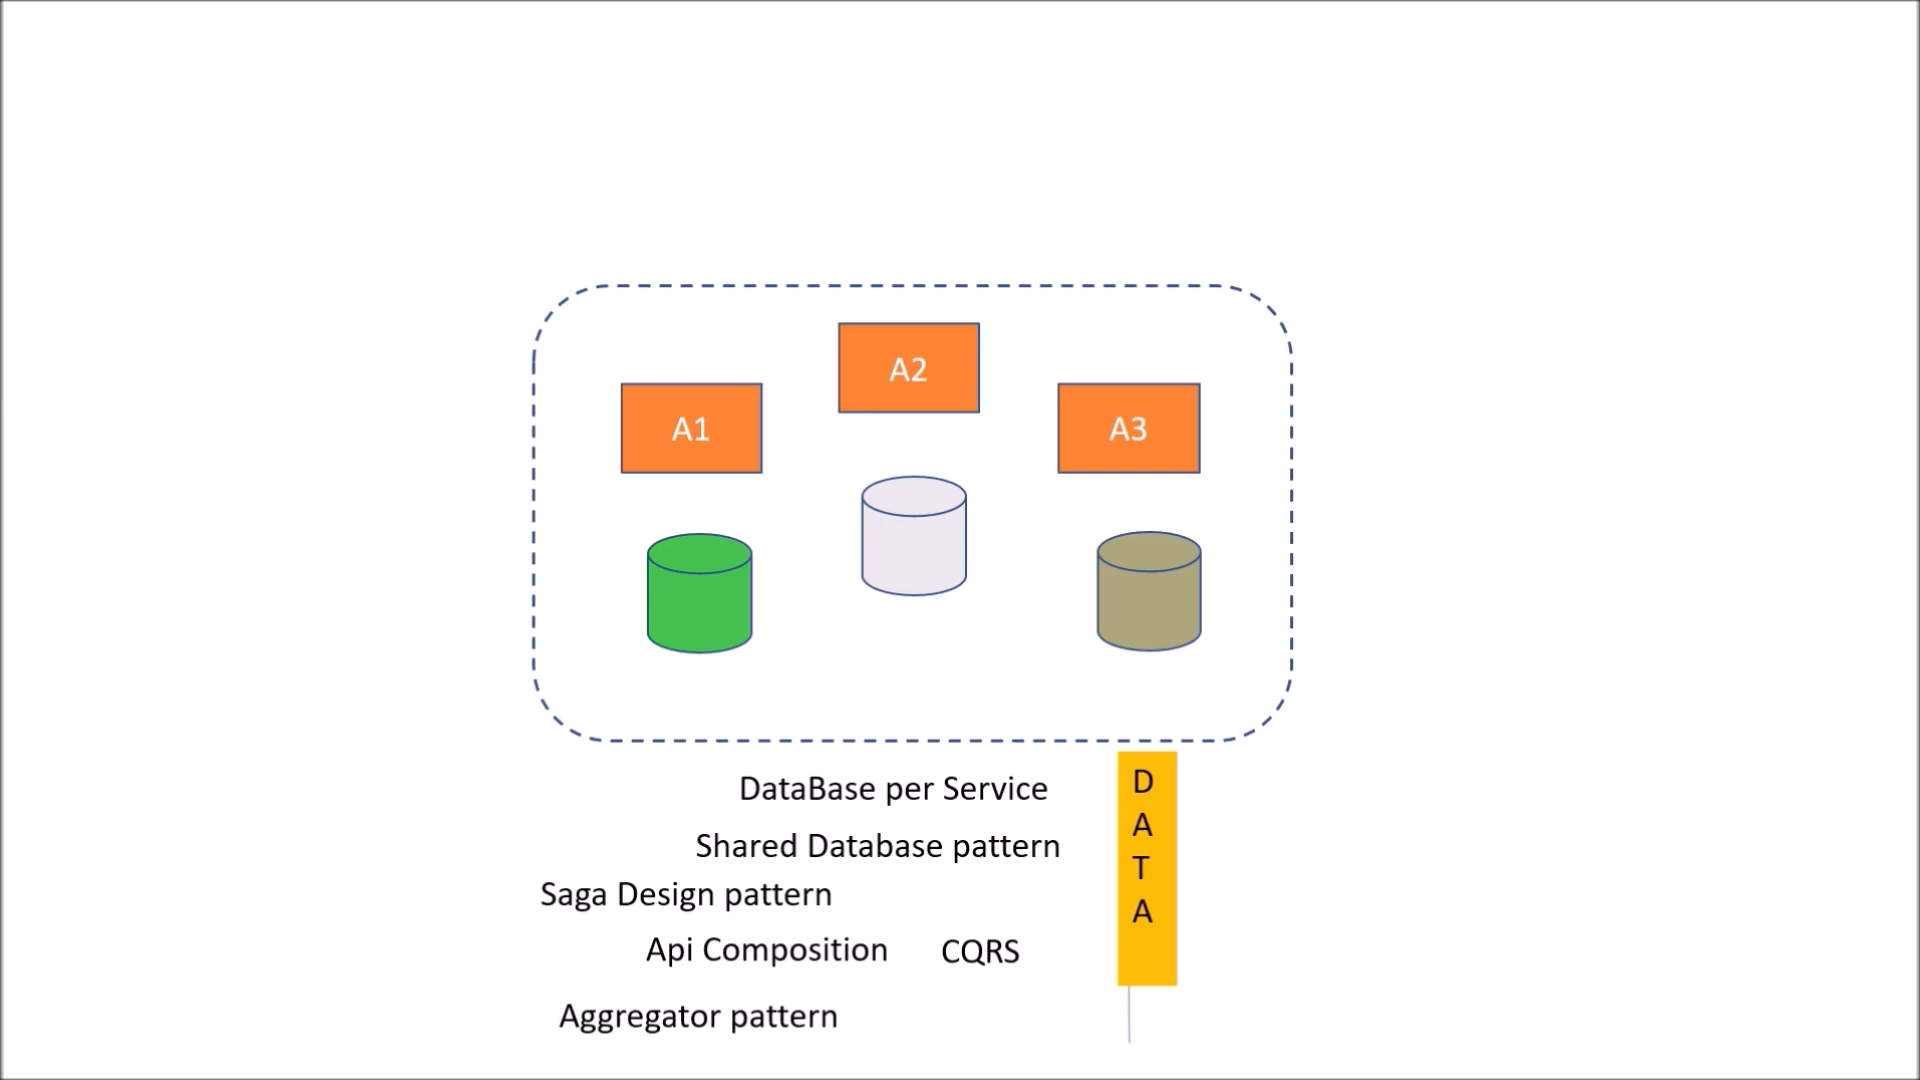 A2
A1
A3
DataBase per Service
Shared Database pattern
Saga Design pattern
Api Composition
CQRS
Aggregator pattern
D
A
T
A